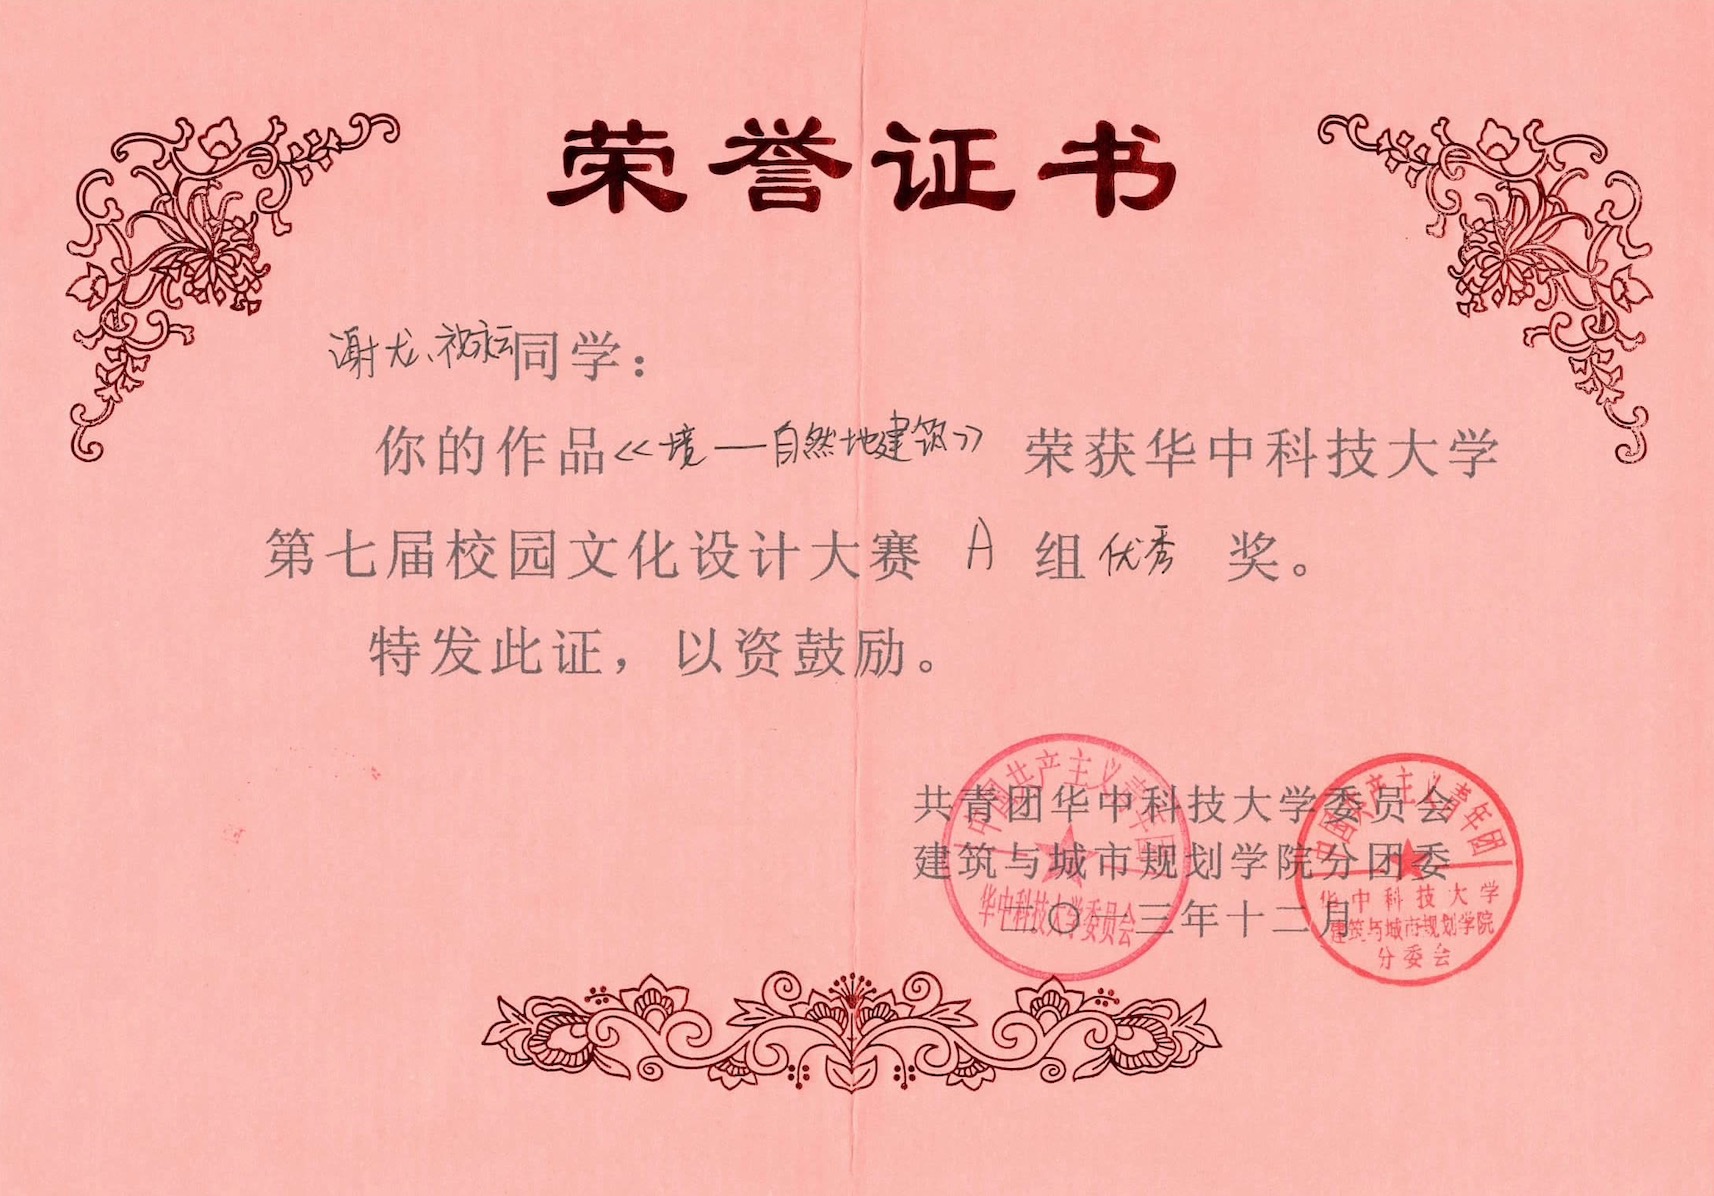 荣誉证书
谢龙、祝宏云同学：
你的作品《境——自然地建筑》荣获华中科技大学
第七届校园文化设计大赛 A 组 优秀 奖。
特发此证，以资鼓励。
共青团华中科技大学委员会
建筑与城市规划学院分团委
二〇一三年十二月
中国共产主义青年团
华中科技大学委员会
中国共产主义青年团
华中科技大学
建筑与城市规划学院
分委会